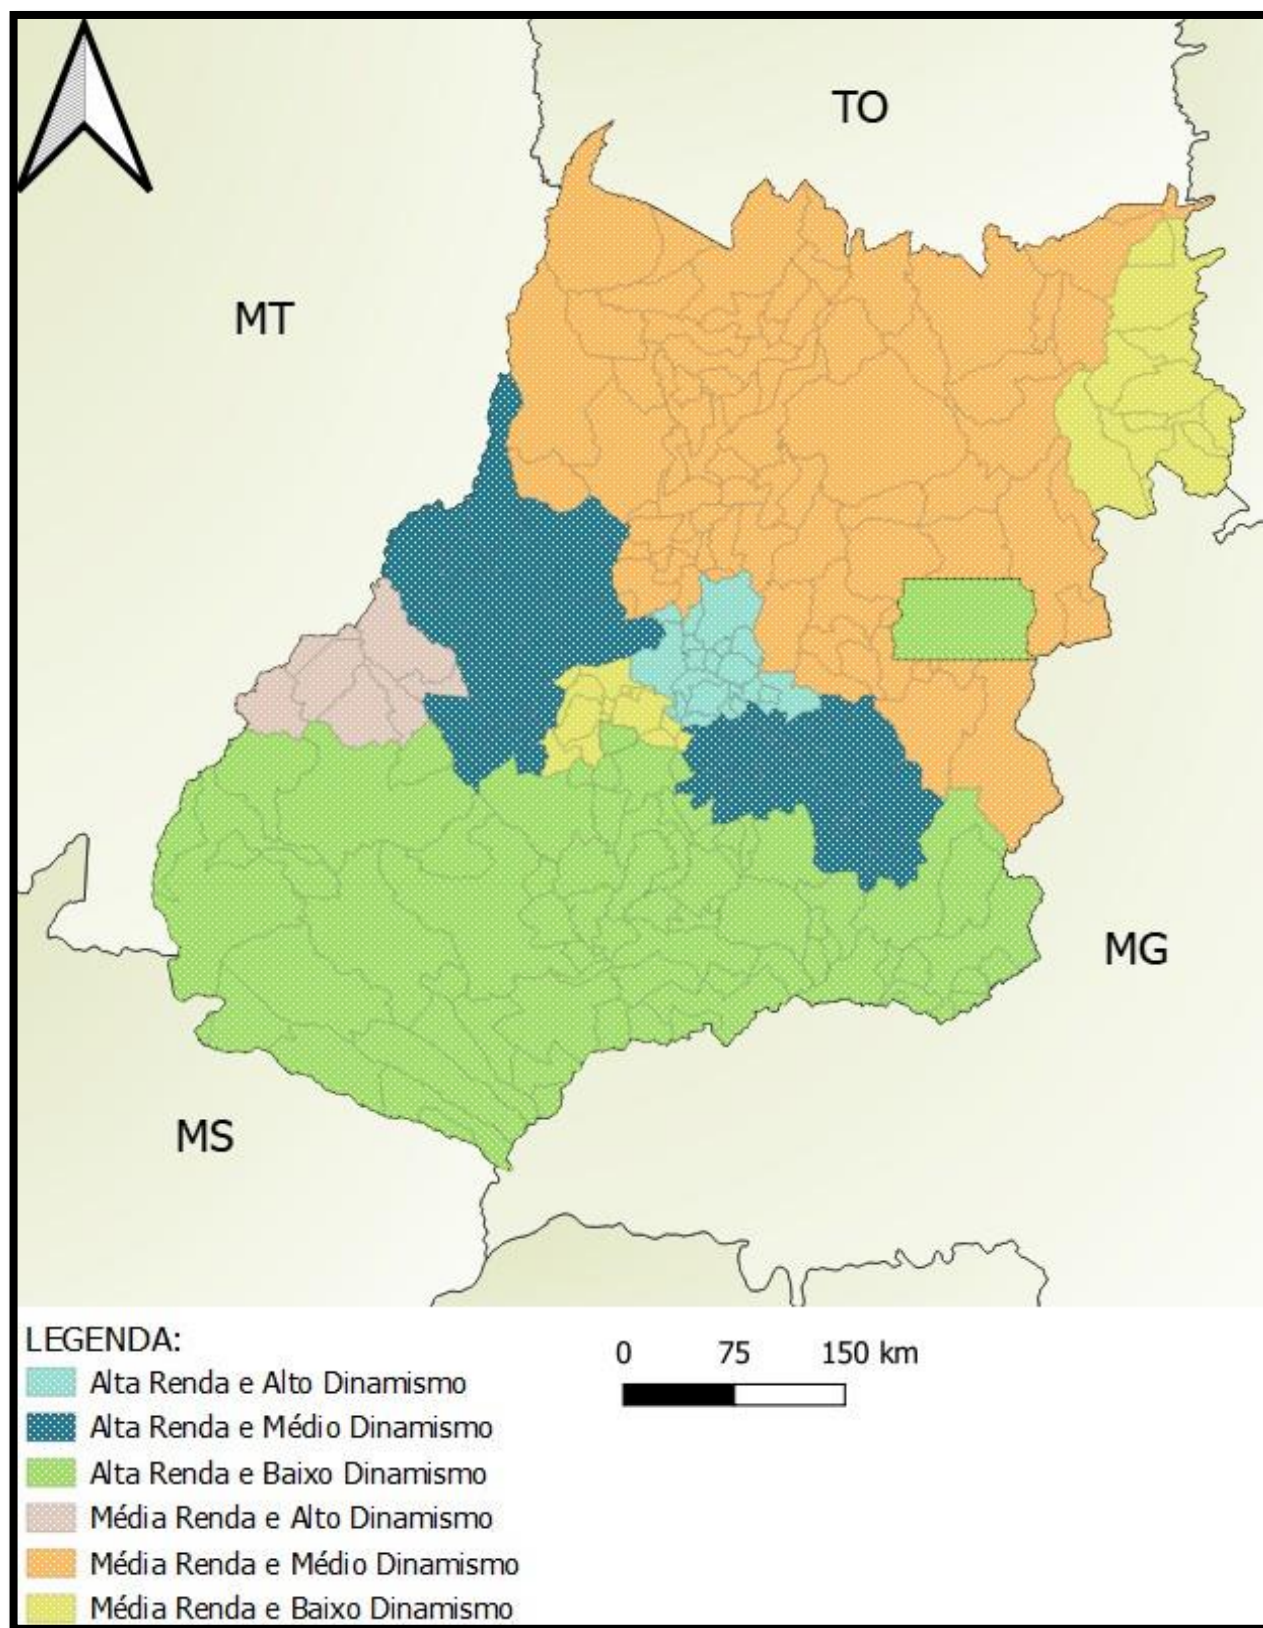 TO
MT
MG
MS
LEGENDA:
Alta Renda e Alto Dinamismo
Alta Renda e Médio Dinamismo
Alta Renda e Baixo Dinamismo
Média Renda e Alto Dinamismo
Média Renda e Médio Dinamismo
Média Renda e Baixo Dinamismo
0 75 150 km